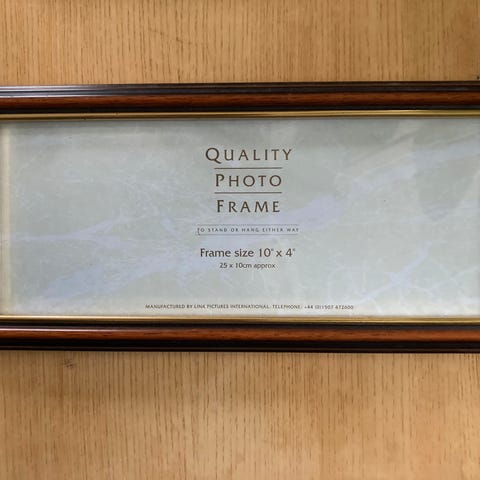 QUALITY
PHOTO
FRAME
TO STAND OR HANG EITHER WAY
Frame size 10" x 4"
25 x 10cm approx
MANUFACTURED BY LINK PICTURES INTERNATIONAL. TELEPHONE: +44 (0)1507 472600